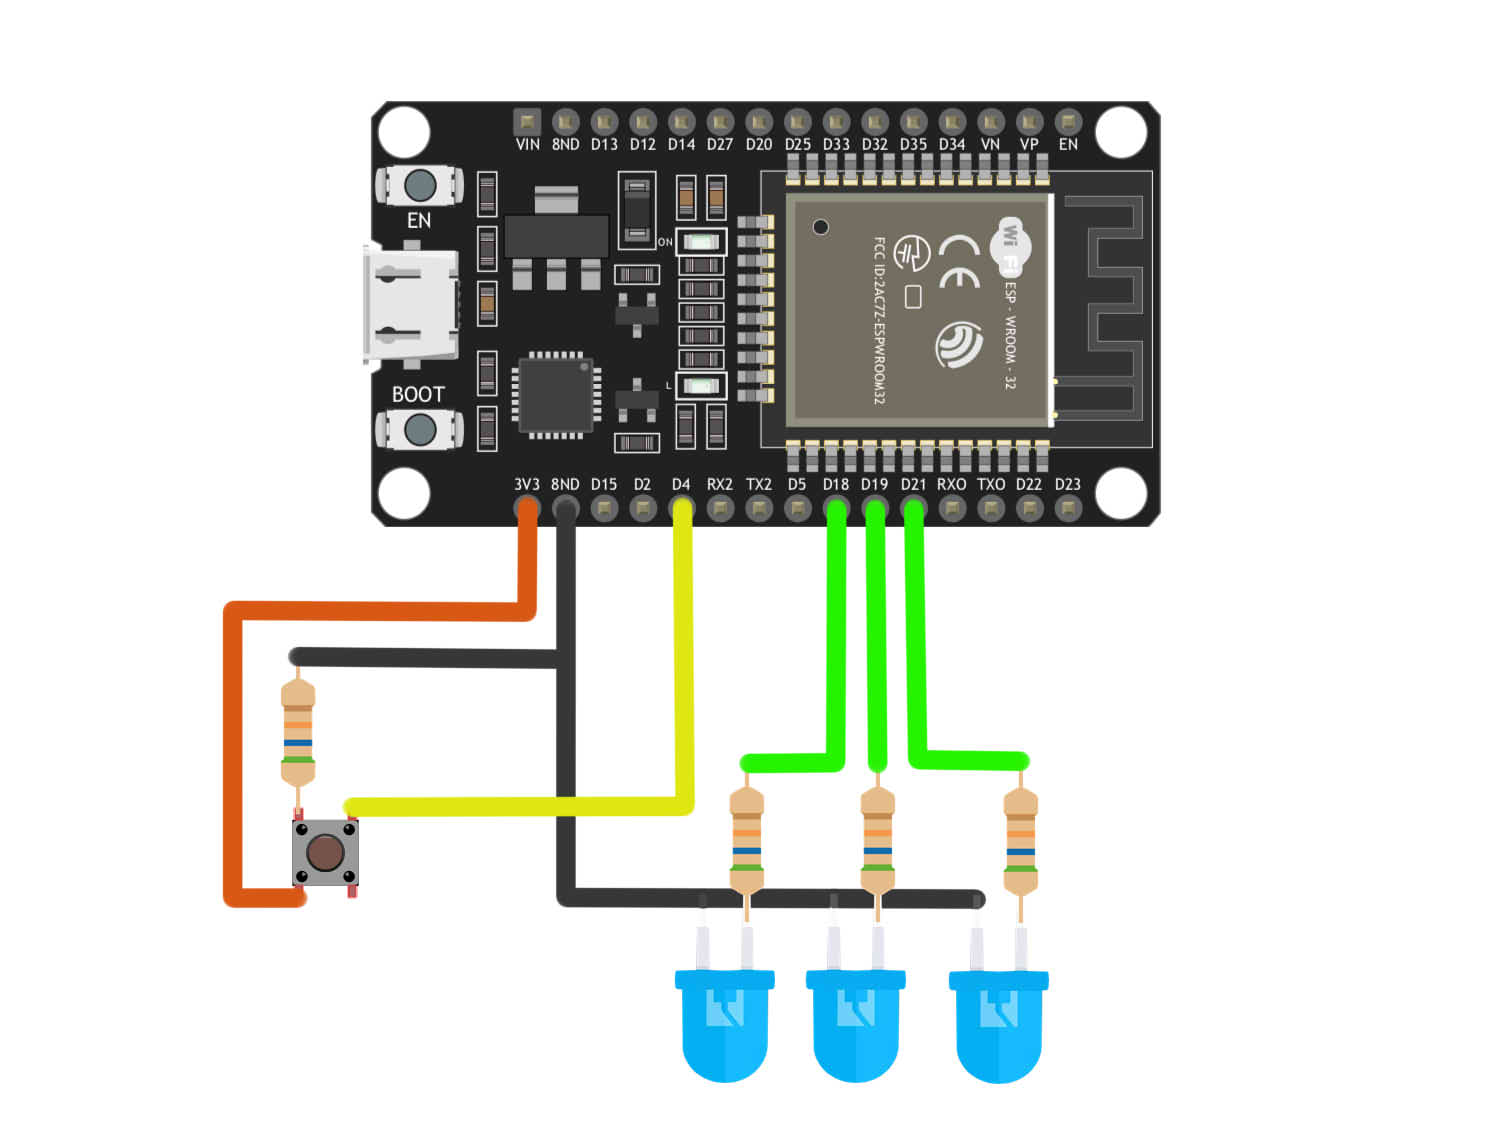 VIN 8ND D13 D12 D14 D27 D20 D25 D33 D32 D35 D34 VN VP EN
EN
ON
L
BOOT
FCC ID:2AC7Z-ESPWROOM32
CE
Wi Fi
ESP - WROOM - 32
3V3 8ND D15 D2 D4 RX2 TX2 D5 D18 D19 D21 RXO TXO D22 D23